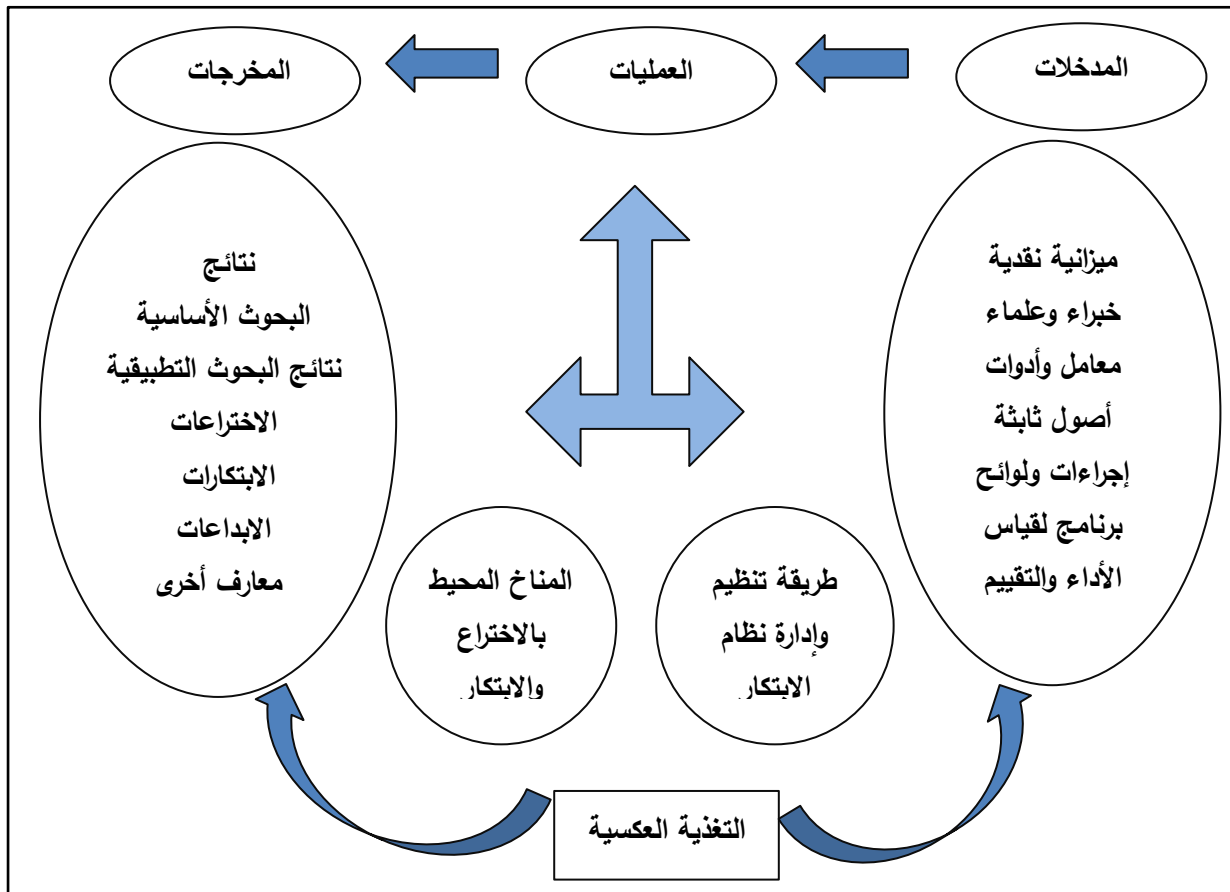 المدخلات
العمليات
المخرجات
ميزانية نقدية
خبراء وعلماء
معامل وأدوات
أصول ثابثة
إجراءات ولوائح
برنامج لقياس
الأداء والتقييم
نتائج
البحوث الأساسية
نتائج البحوث التطبيقية
الاختراعات
الابتكارات
الابداعات
معارف أخرى
طريقة تنظيم
وإدارة نظام
الابتكار
المناخ المحيط
بالاختراع
والابتكار
التغذية العكسية